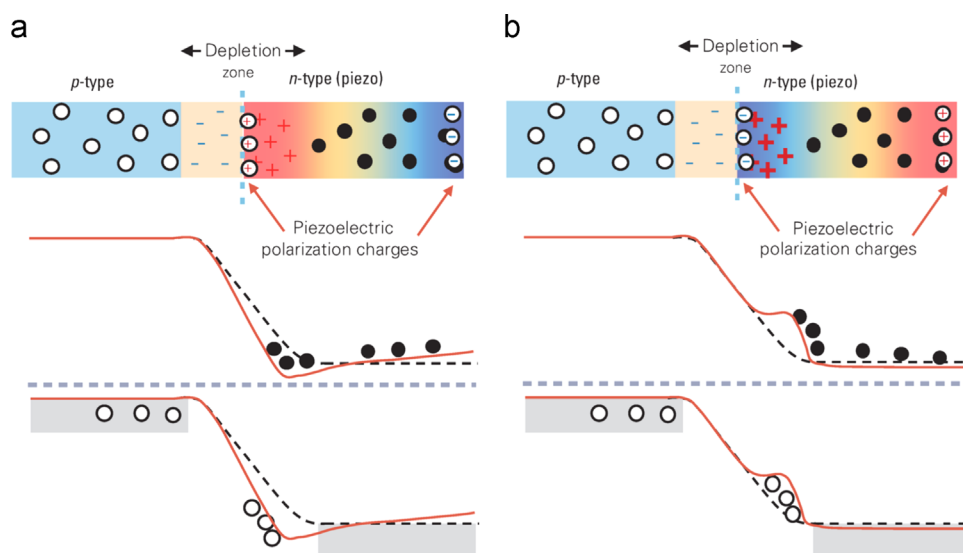 a
Depletion
zone
p-type
n-type (piezo)
Piezoelectric
polarization charges
b
Depletion
zone
p-type
n-type (piezo)
Piezoelectric
polarization charges